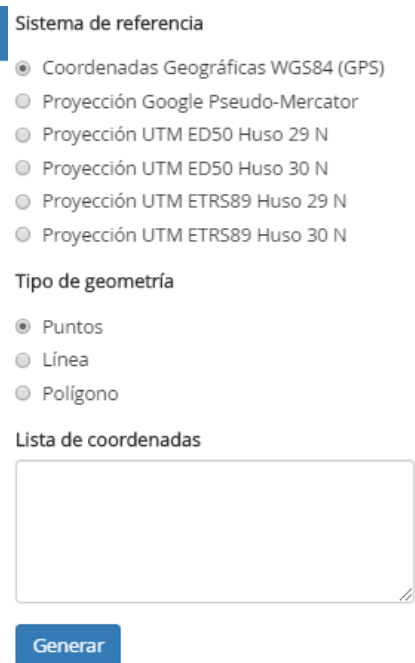 Sistema de referencia
Coordenadas Geográficas WGS84 (GPS)
Proyección Google Pseudo-Mercator
Proyección UTM ED50 Huso 29 N
Proyección UTM ED50 Huso 30 N
Proyección UTM ETRS89 Huso 29 N
Proyección UTM ETRS89 Huso 30 N
Tipo de geometría
Puntos
Línea
Polígono
Lista de coordenadas
Generar